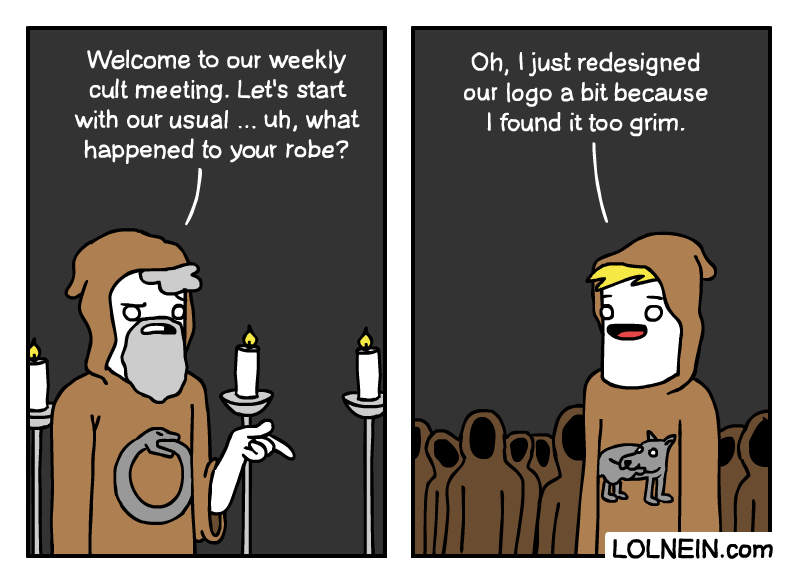 Welcome to our weekly
cult meeting. Let's start
with our usual ... uh, what
happened to your robe?
Oh, I just redesigned
our logo a bit because
I found it too grim.
LOLNEIN.com